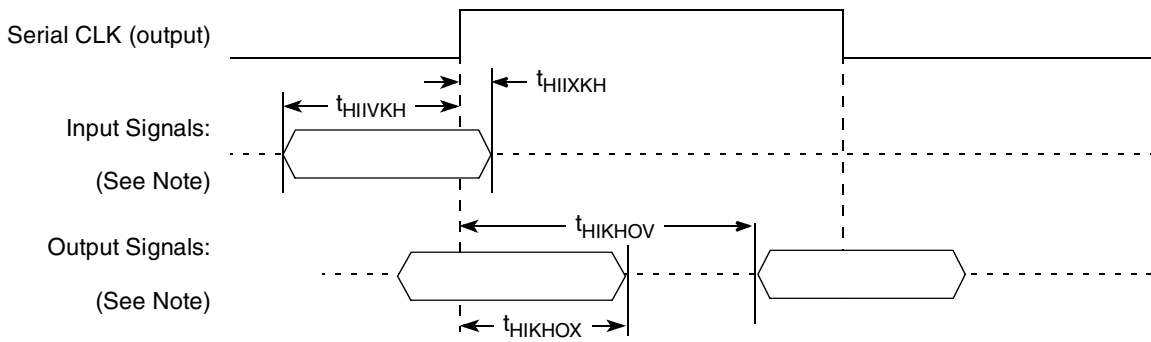 Serial CLK (output)
tHIIXKH
tHIIVKH
Input Signals:
(See Note)
tHIKHOV
Output Signals:
(See Note)
tHIKHOX